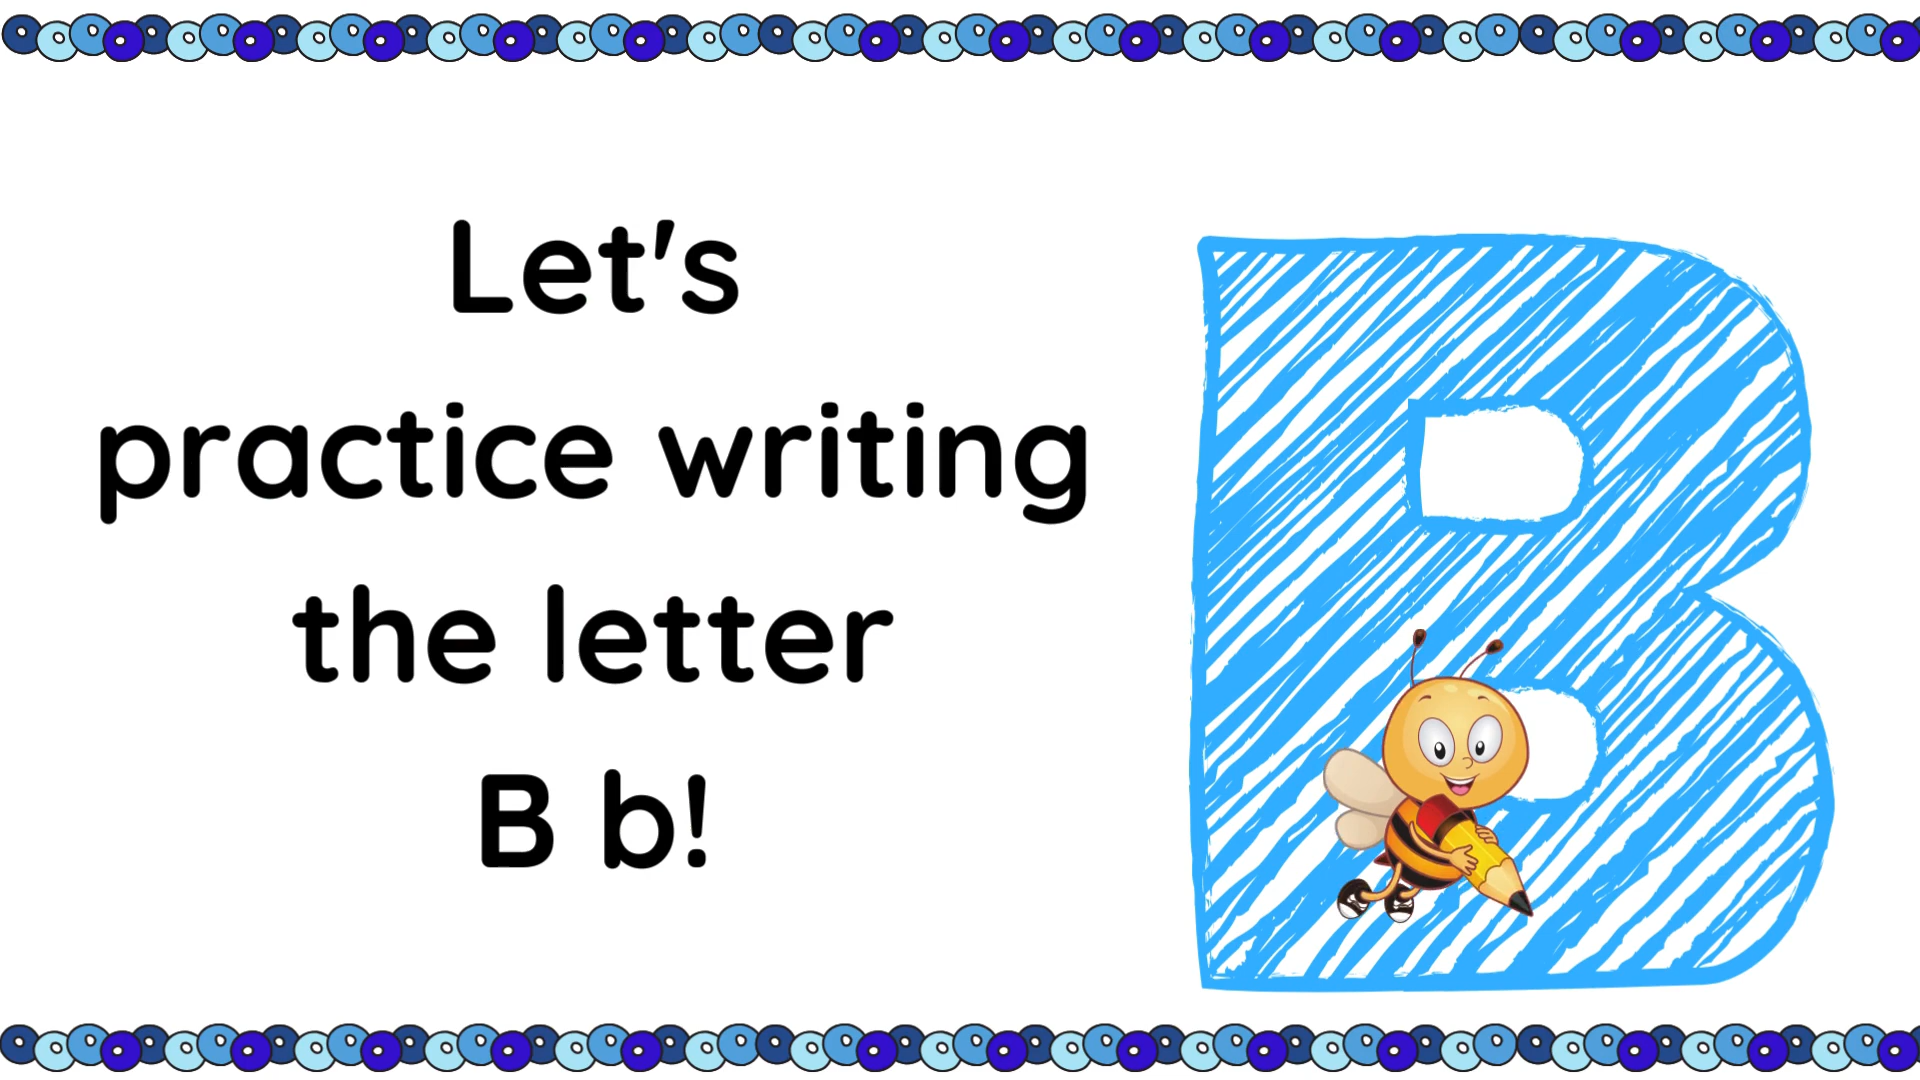 Let's
practice writing
the letter
B b!
B